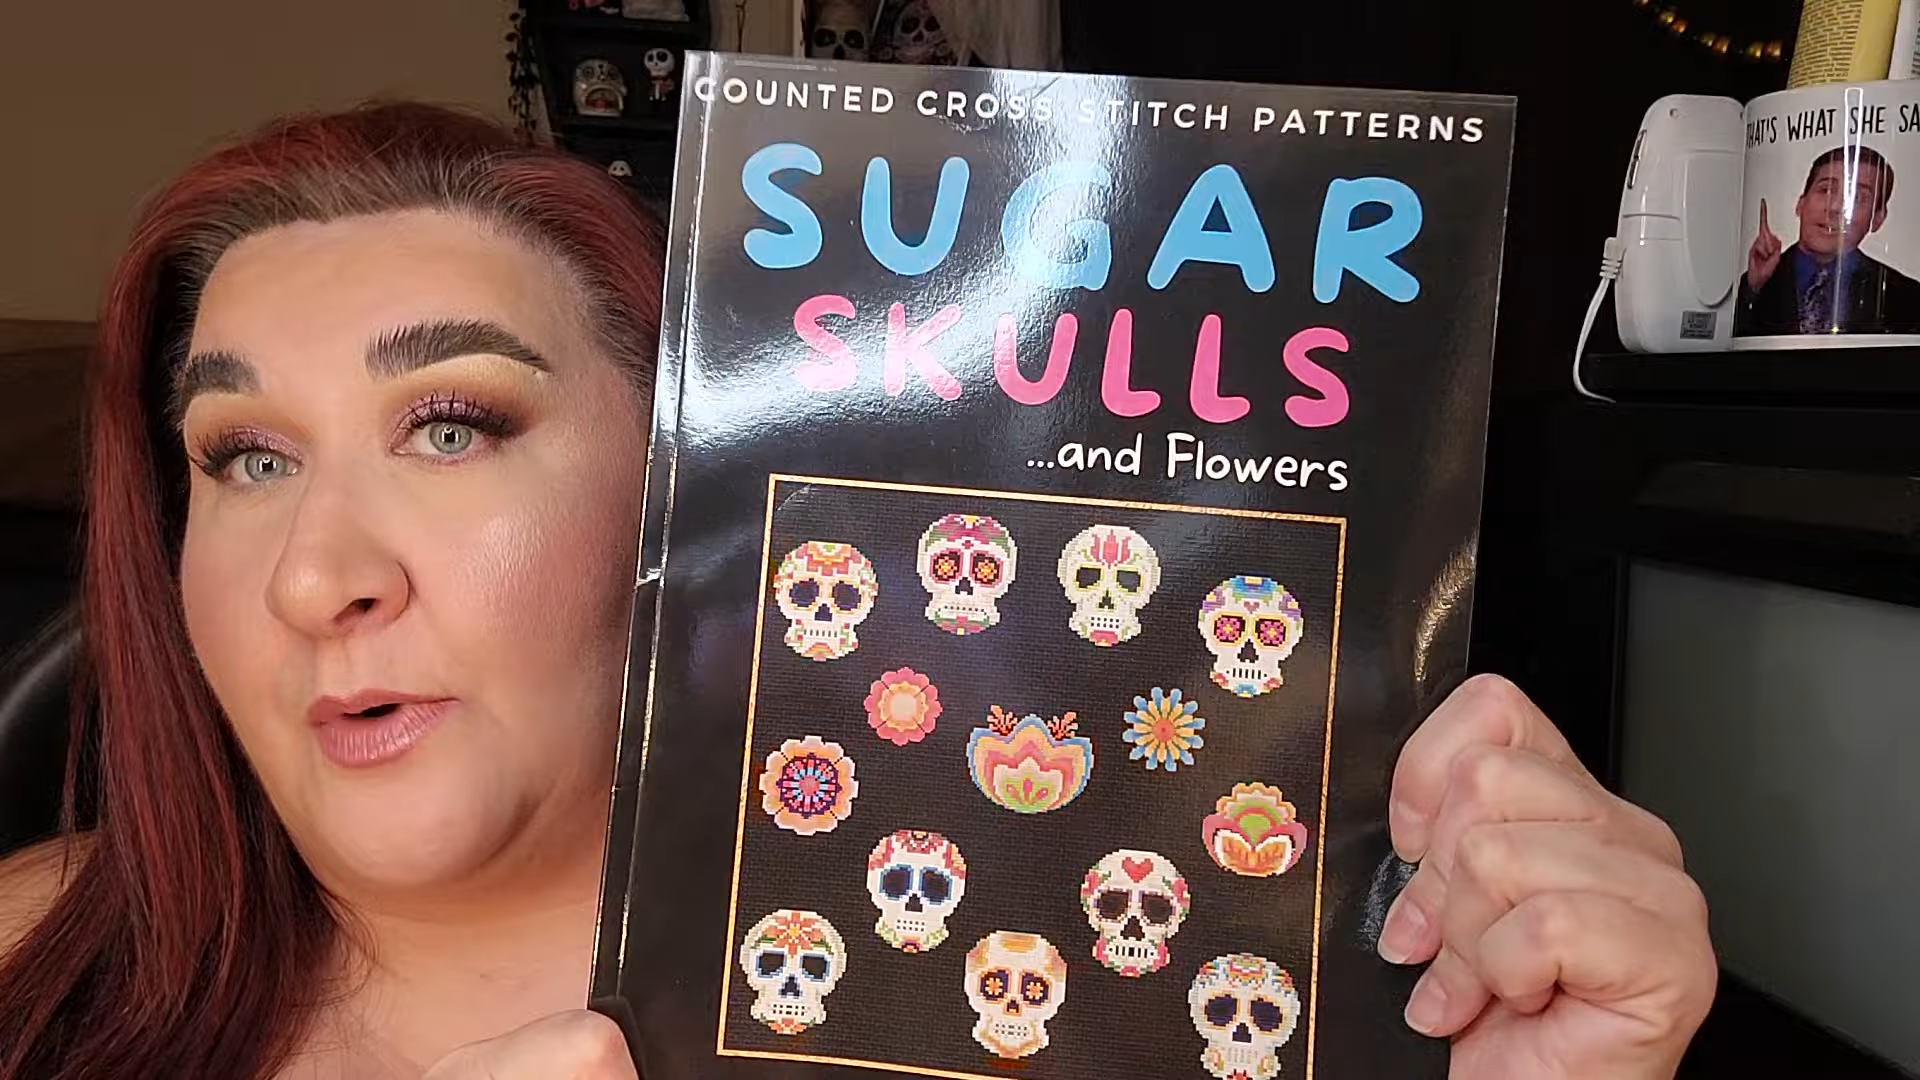 COUNTED CROSS STITCH PATTERNS
SUGAR
SKULLS
...and Flowers
THAT'S WHAT SHE SA